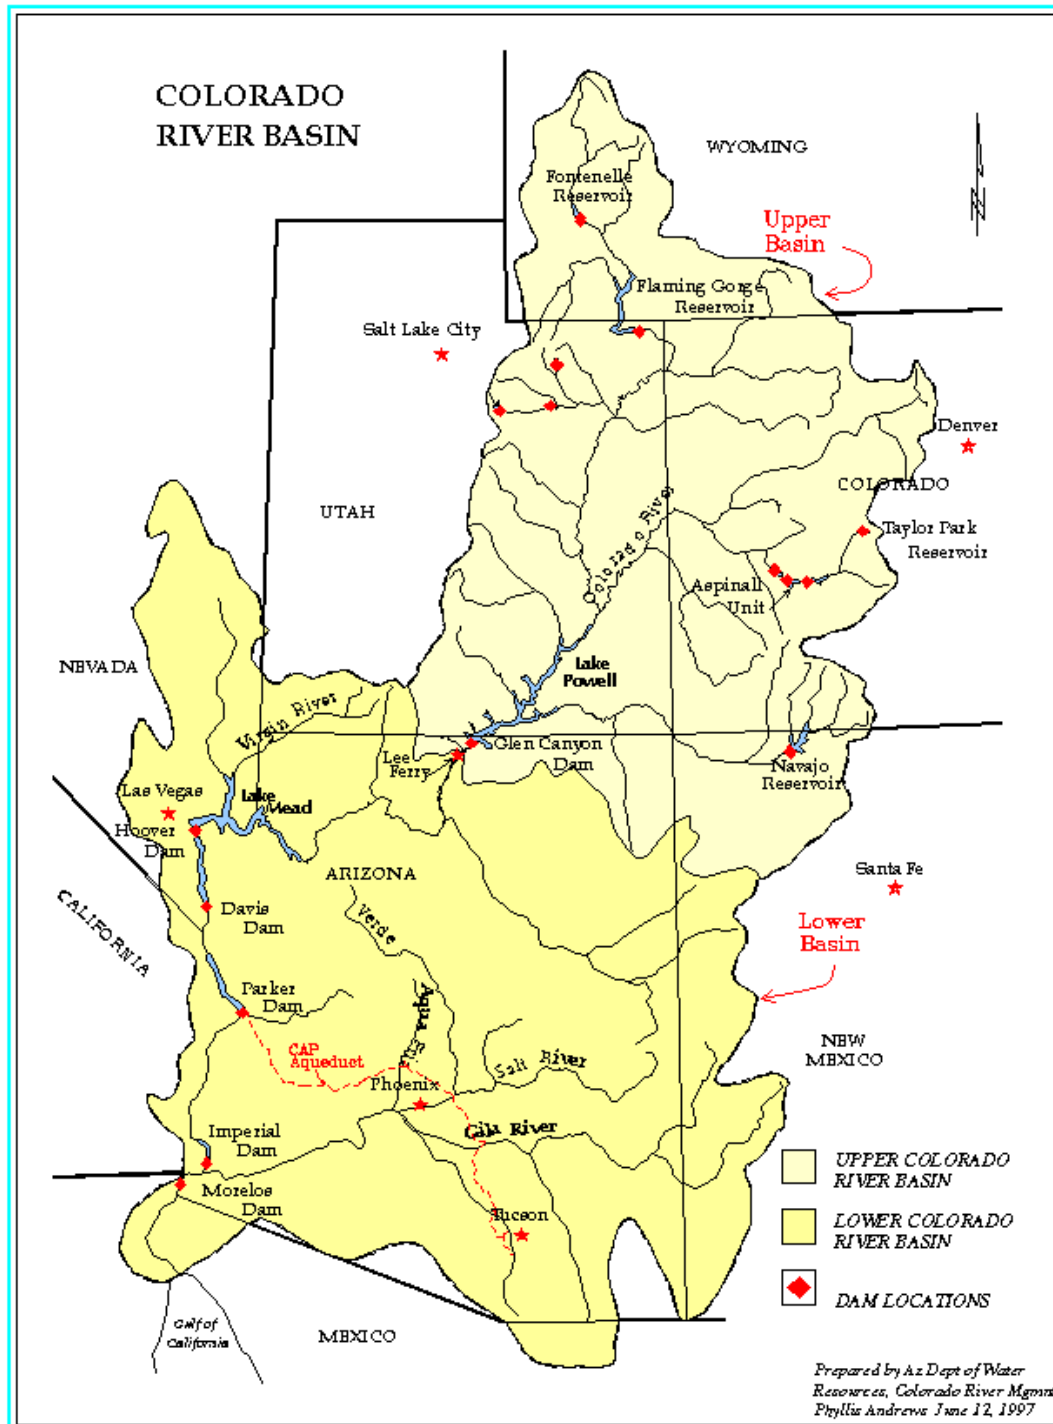 COLORADO
RIVER BASIN
WYOMING
Fontenelle
Reservoir
Upper
Basin
Flaming Gorge
Reservoir
Salt Lake City
Denver
COLORADO
UTAH
Colorado River
Taylor Park
Reservoir
Aspinall
Unit
NEVADA
Lake
Powell
Virgin River
Lee
Ferry
Glen Canyon
Dam
Navajo
Reservoir
Las Vegas
Lake
Mead
Hoover
Dam
ARIZONA
Santa Fe
CALIFORNIA
Davis
Dam
Verde
Lower
Basin
Parker
Dam
Aqua Fria
NEW
MEXICO
CAP
Aqueduct
Salt River
Phoenix
Gila River
Imperial
Dam
UPPER COLORADO
RIVER BASIN
Morelos
Dam
Tucson
LOWER COLORADO
RIVER BASIN
DAM LOCATIONS
Gulf of
California
MEXICO
Prepared by Az Dept of Water
Resources, Colorado River Mgmnt
Phyllis Andrews June 12, 1997